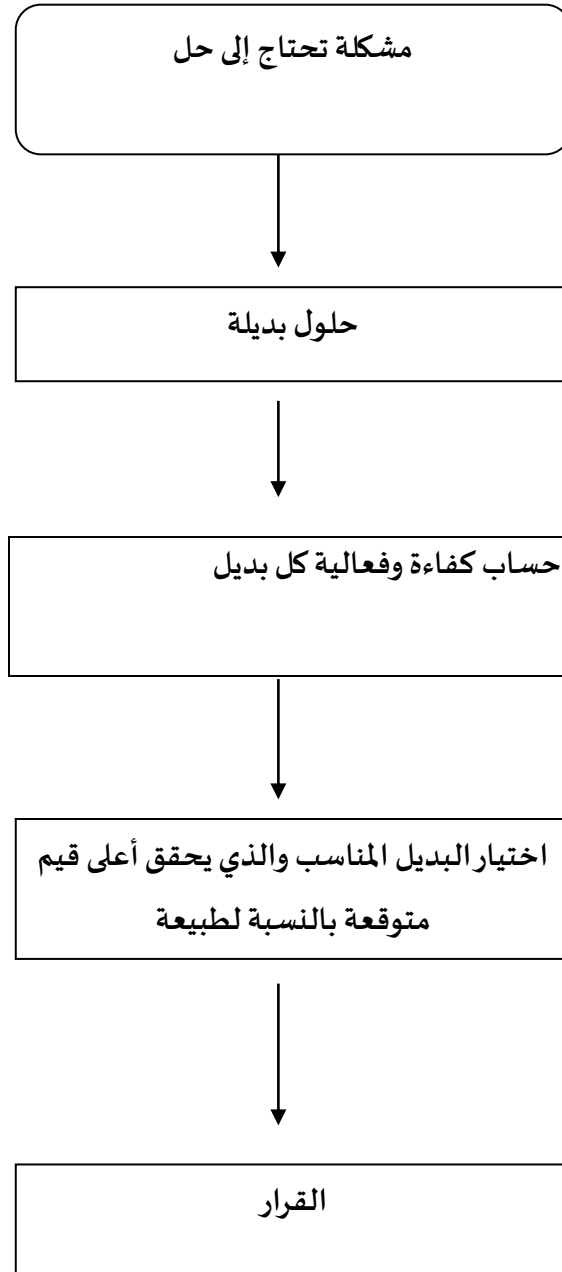 مشكلة تحتاج إلى حل
حلول بديلة
حساب كفاءة وفعالية كل بديل
اختيار البديل المناسب والذي يحقق أعلى قيم
متوقعة بالنسبة لطبيعة
القرار